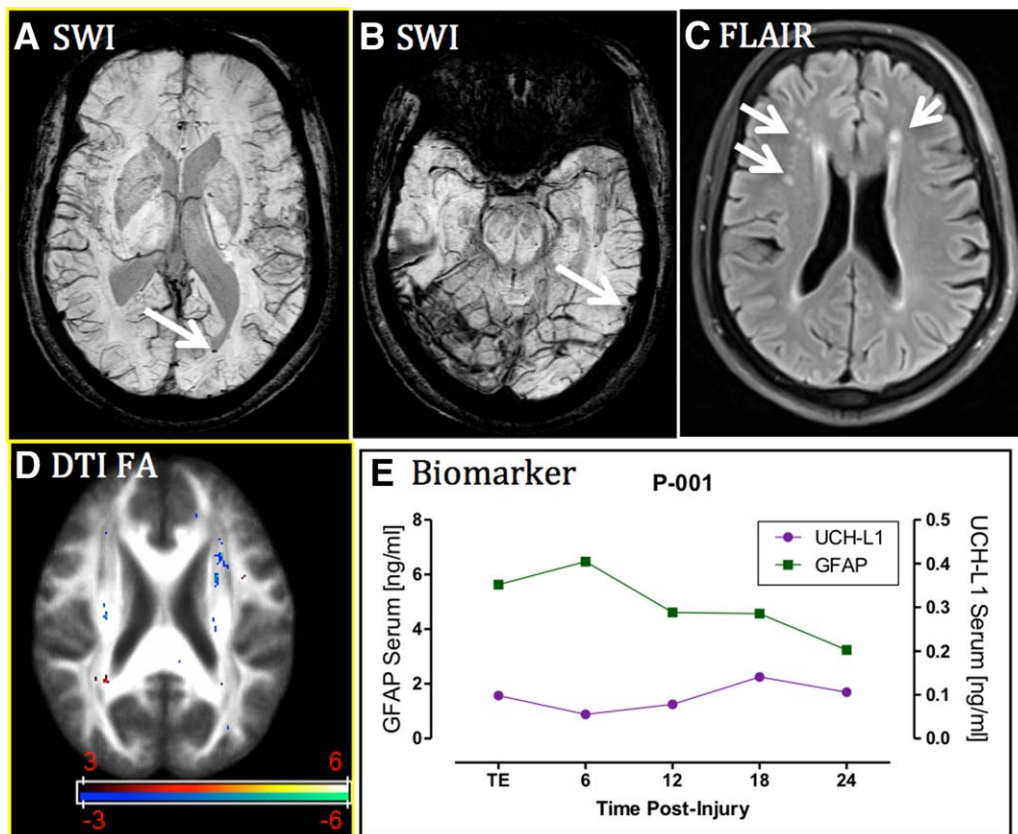 A SWI
B SWI
C FLAIR
D DTI FA
3 6
-3 -6
E Biomarker
P-001
8
6
4
2
0
GFAP Serum [ng/ml]
UCH-L1
GFAP
0.5
0.4
0.3
0.2
0.1
0.0
UCH-L1 Serum [ng/ml]
TE 6 12 18 24
Time Post-Injury